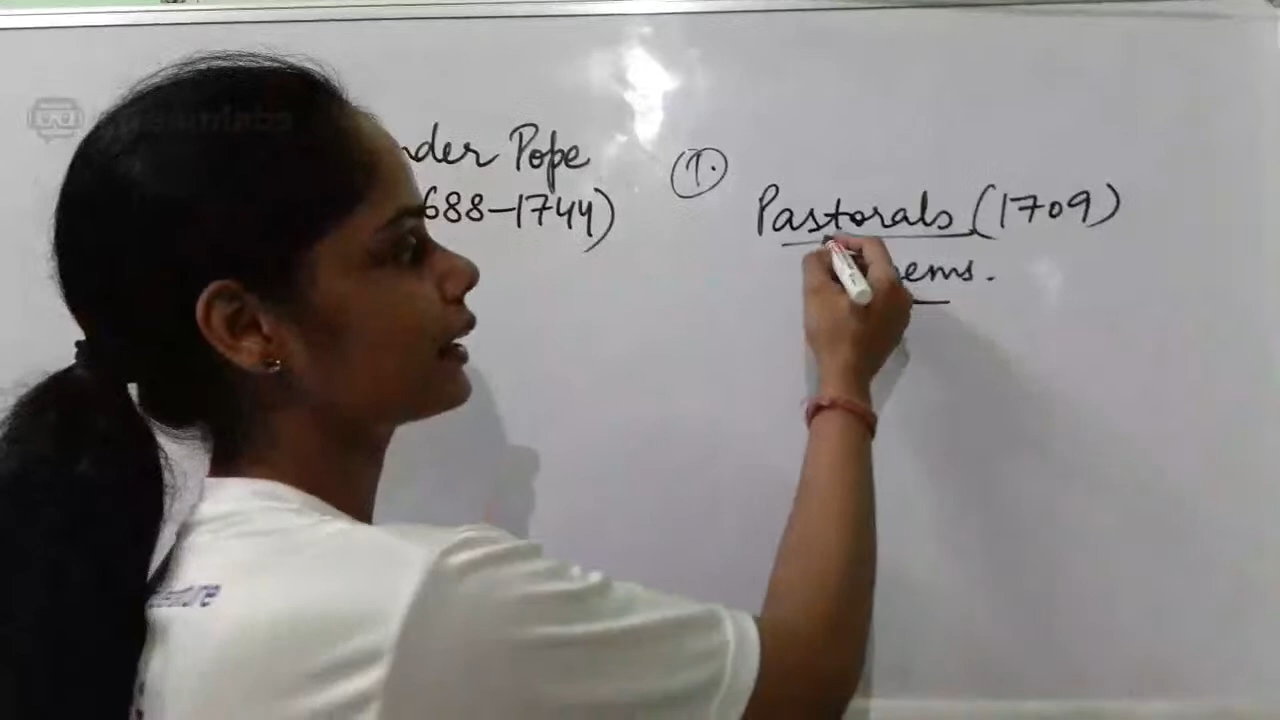 nder Pope
688-1744)
1.
Pastorals (1709)
ems.